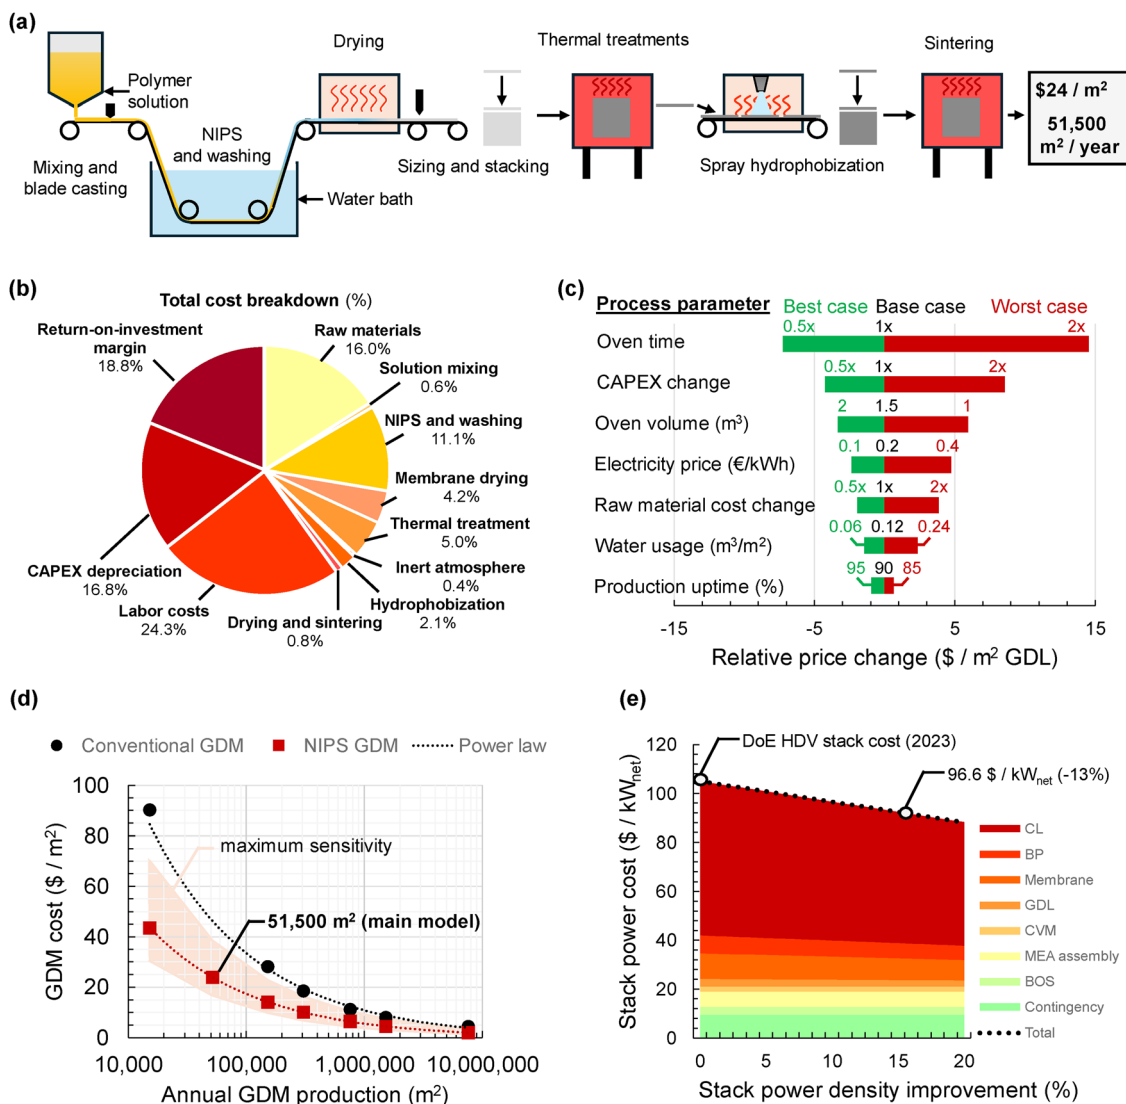 (a)
Polymer
solution
Mixing and
blade casting
NIPS
and washing
Water bath
Drying
Sizing and stacking
Thermal treatments
Spray hydrophobization
Sintering
$24 / m²
51,500
m² / year
(b)
Total cost breakdown (%)
Return-on-investment
margin
18.8%
Raw materials
16.0%
Solution mixing
0.6%
NIPS and washing
11.1%
Membrane drying
4.2%
Thermal treatment
5.0%
Inert atmosphere
0.4%
Hydrophobization
2.1%
Drying and sintering
0.8%
Labor costs
24.3%
CAPEX depreciation
16.8%
(c)
Process parameter Best case Base case Worst case
Oven time 0.5x 1x 2x
CAPEX change 0.5x 1x 2x
Oven volume (m³) 2 1.5 1
Electricity price (€/kWh) 0.1 0.2 0.4
Raw material cost change 0.5x 1x 2x
Water usage (m³/m²) 0.06 0.12 0.24
Production uptime (%) 95 90 85
-15 -5 5 15
Relative price change ($ / m² GDL)
(d)
Conventional GDM NIPS GDM Power law
100
80
60
40
20
0
GDM cost ($ / m²)
maximum sensitivity
51,500 m² (main model)
10,000 100,000 1,000,000 10,000,000
Annual GDM production (m²)
(e)
120
100
80
60
40
20
0
Stack power cost ($ / kWnet)
DoE HDV stack cost (2023)
96.6 $ / kWnet (-13%)
CL
BP
Membrane
GDL
CVM
MEA assembly
BOS
Contingency
Total
0 5 10 15 20
Stack power density improvement (%)